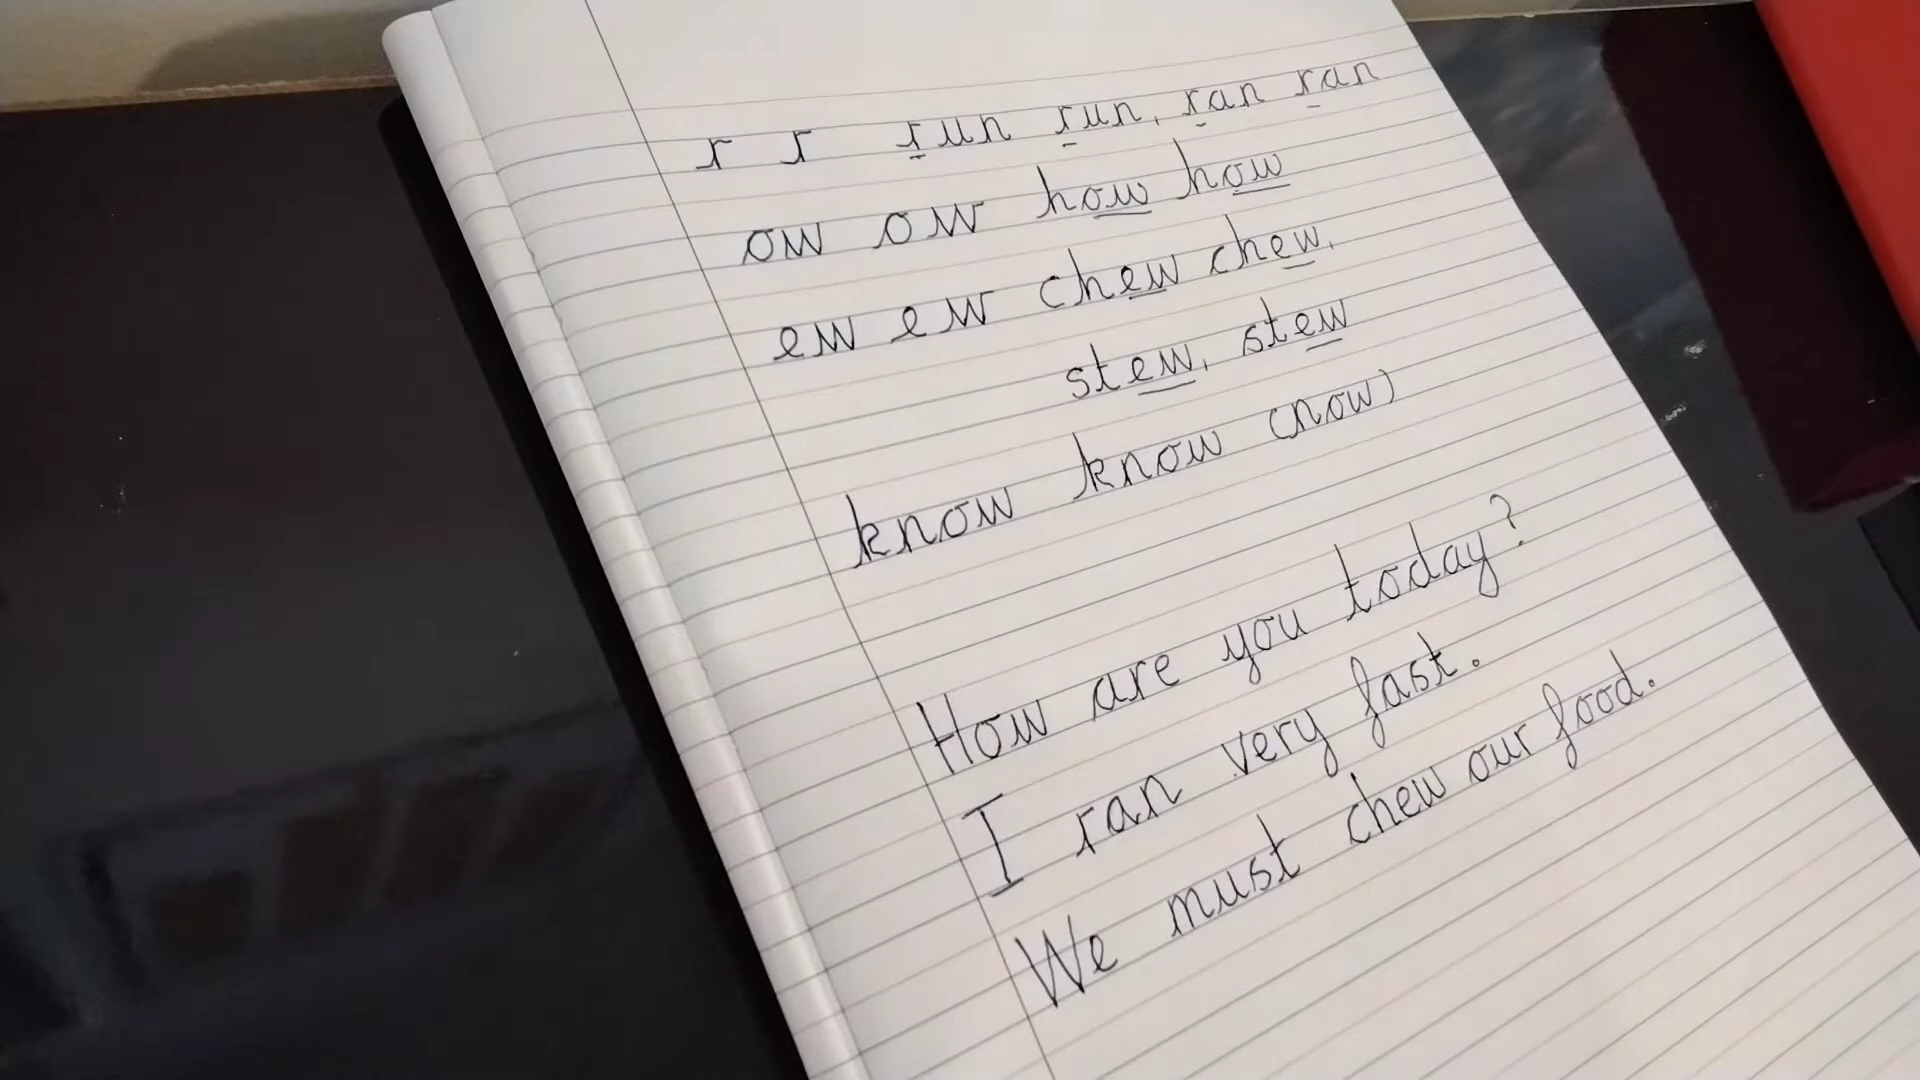 r r run run, ran ran
ow ow how how
ew ew chew chew,
stew, stew
know know (now)
How are you today?
I ran very fast.
We must chew our food.